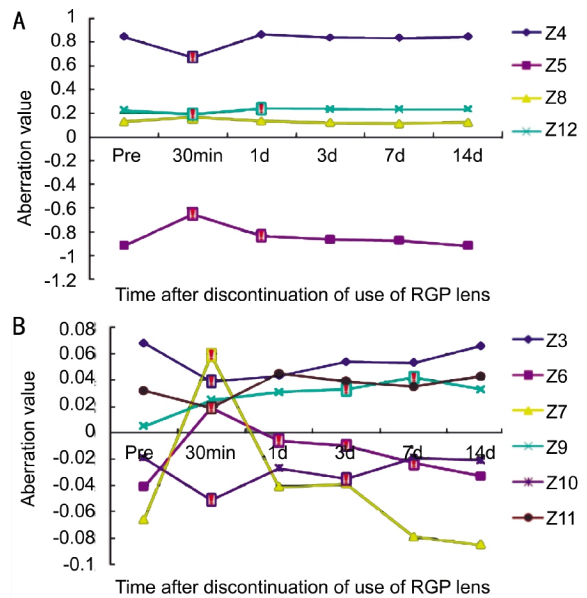 A
1
0.8
0.6
0.4
0.2
0
-0.2
-0.4
-0.6
-0.8
-1
-1.2
Aberration value
Pre 30min 1d 3d 7d 14d
Time after discontinuation of use of RGP lens
Z4
Z5
Z8
Z12
B
0.08
0.06
0.04
0.02
0
-0.02
-0.04
-0.06
-0.08
-0.1
Aberration value
Pre 30min 1d 3d 7d 14d
Time after discontinuation of use of RGP lens
Z3
Z6
Z7
Z9
Z10
Z11